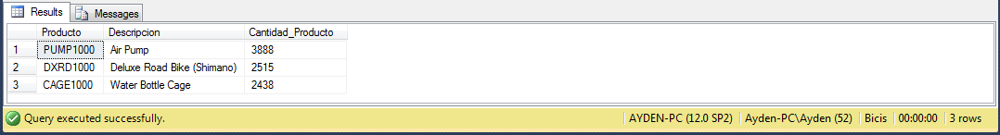 Results Messages
Producto Descripcion Cantidad_Producto
1 PUMP1000 Air Pump 3888
2 DXRD1000 Deluxe Road Bike (Shimano) 2515
3 CAGE1000 Water Bottle Cage 2438
Query executed successfully. AYDEN-PC (12.0 SP2) Ayden-PC\Ayden (52) Bicis 00:00:00 3 rows